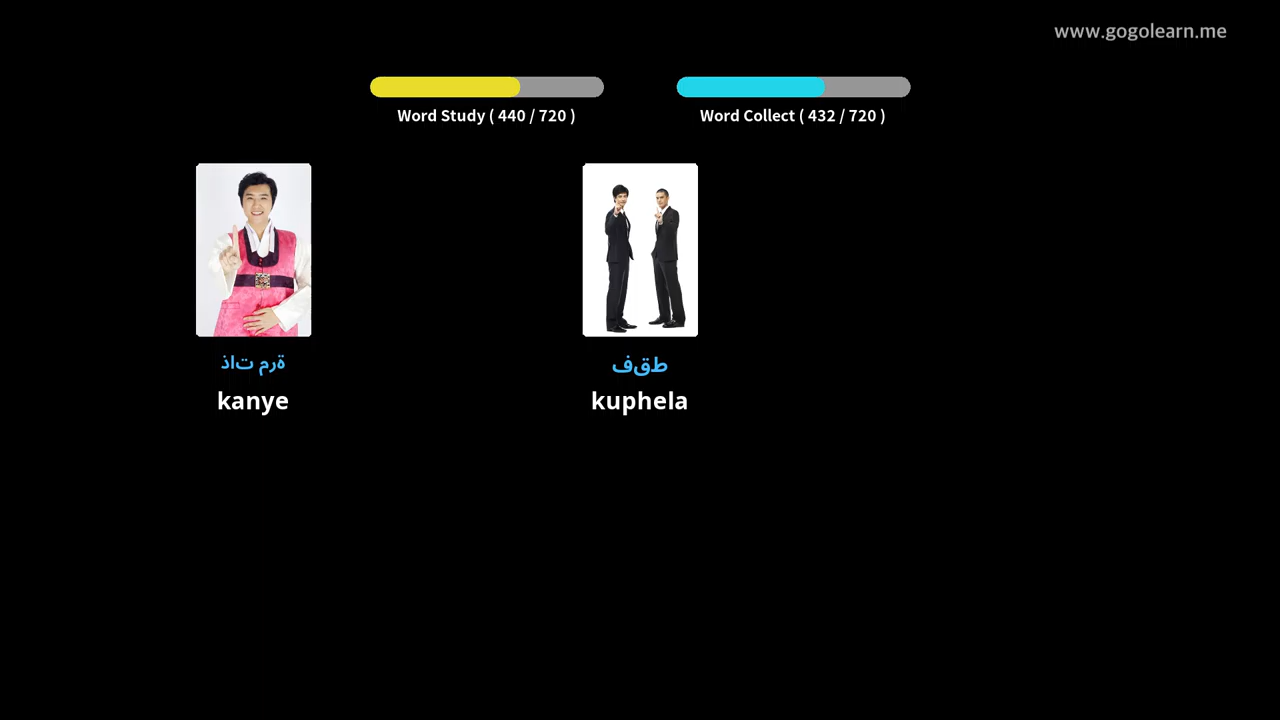 www.gogolearn.me
Word Study ( 440 / 720 )
Word Collect ( 432 / 720 )
ةرم تاذ
kanye
طقف
kuphela